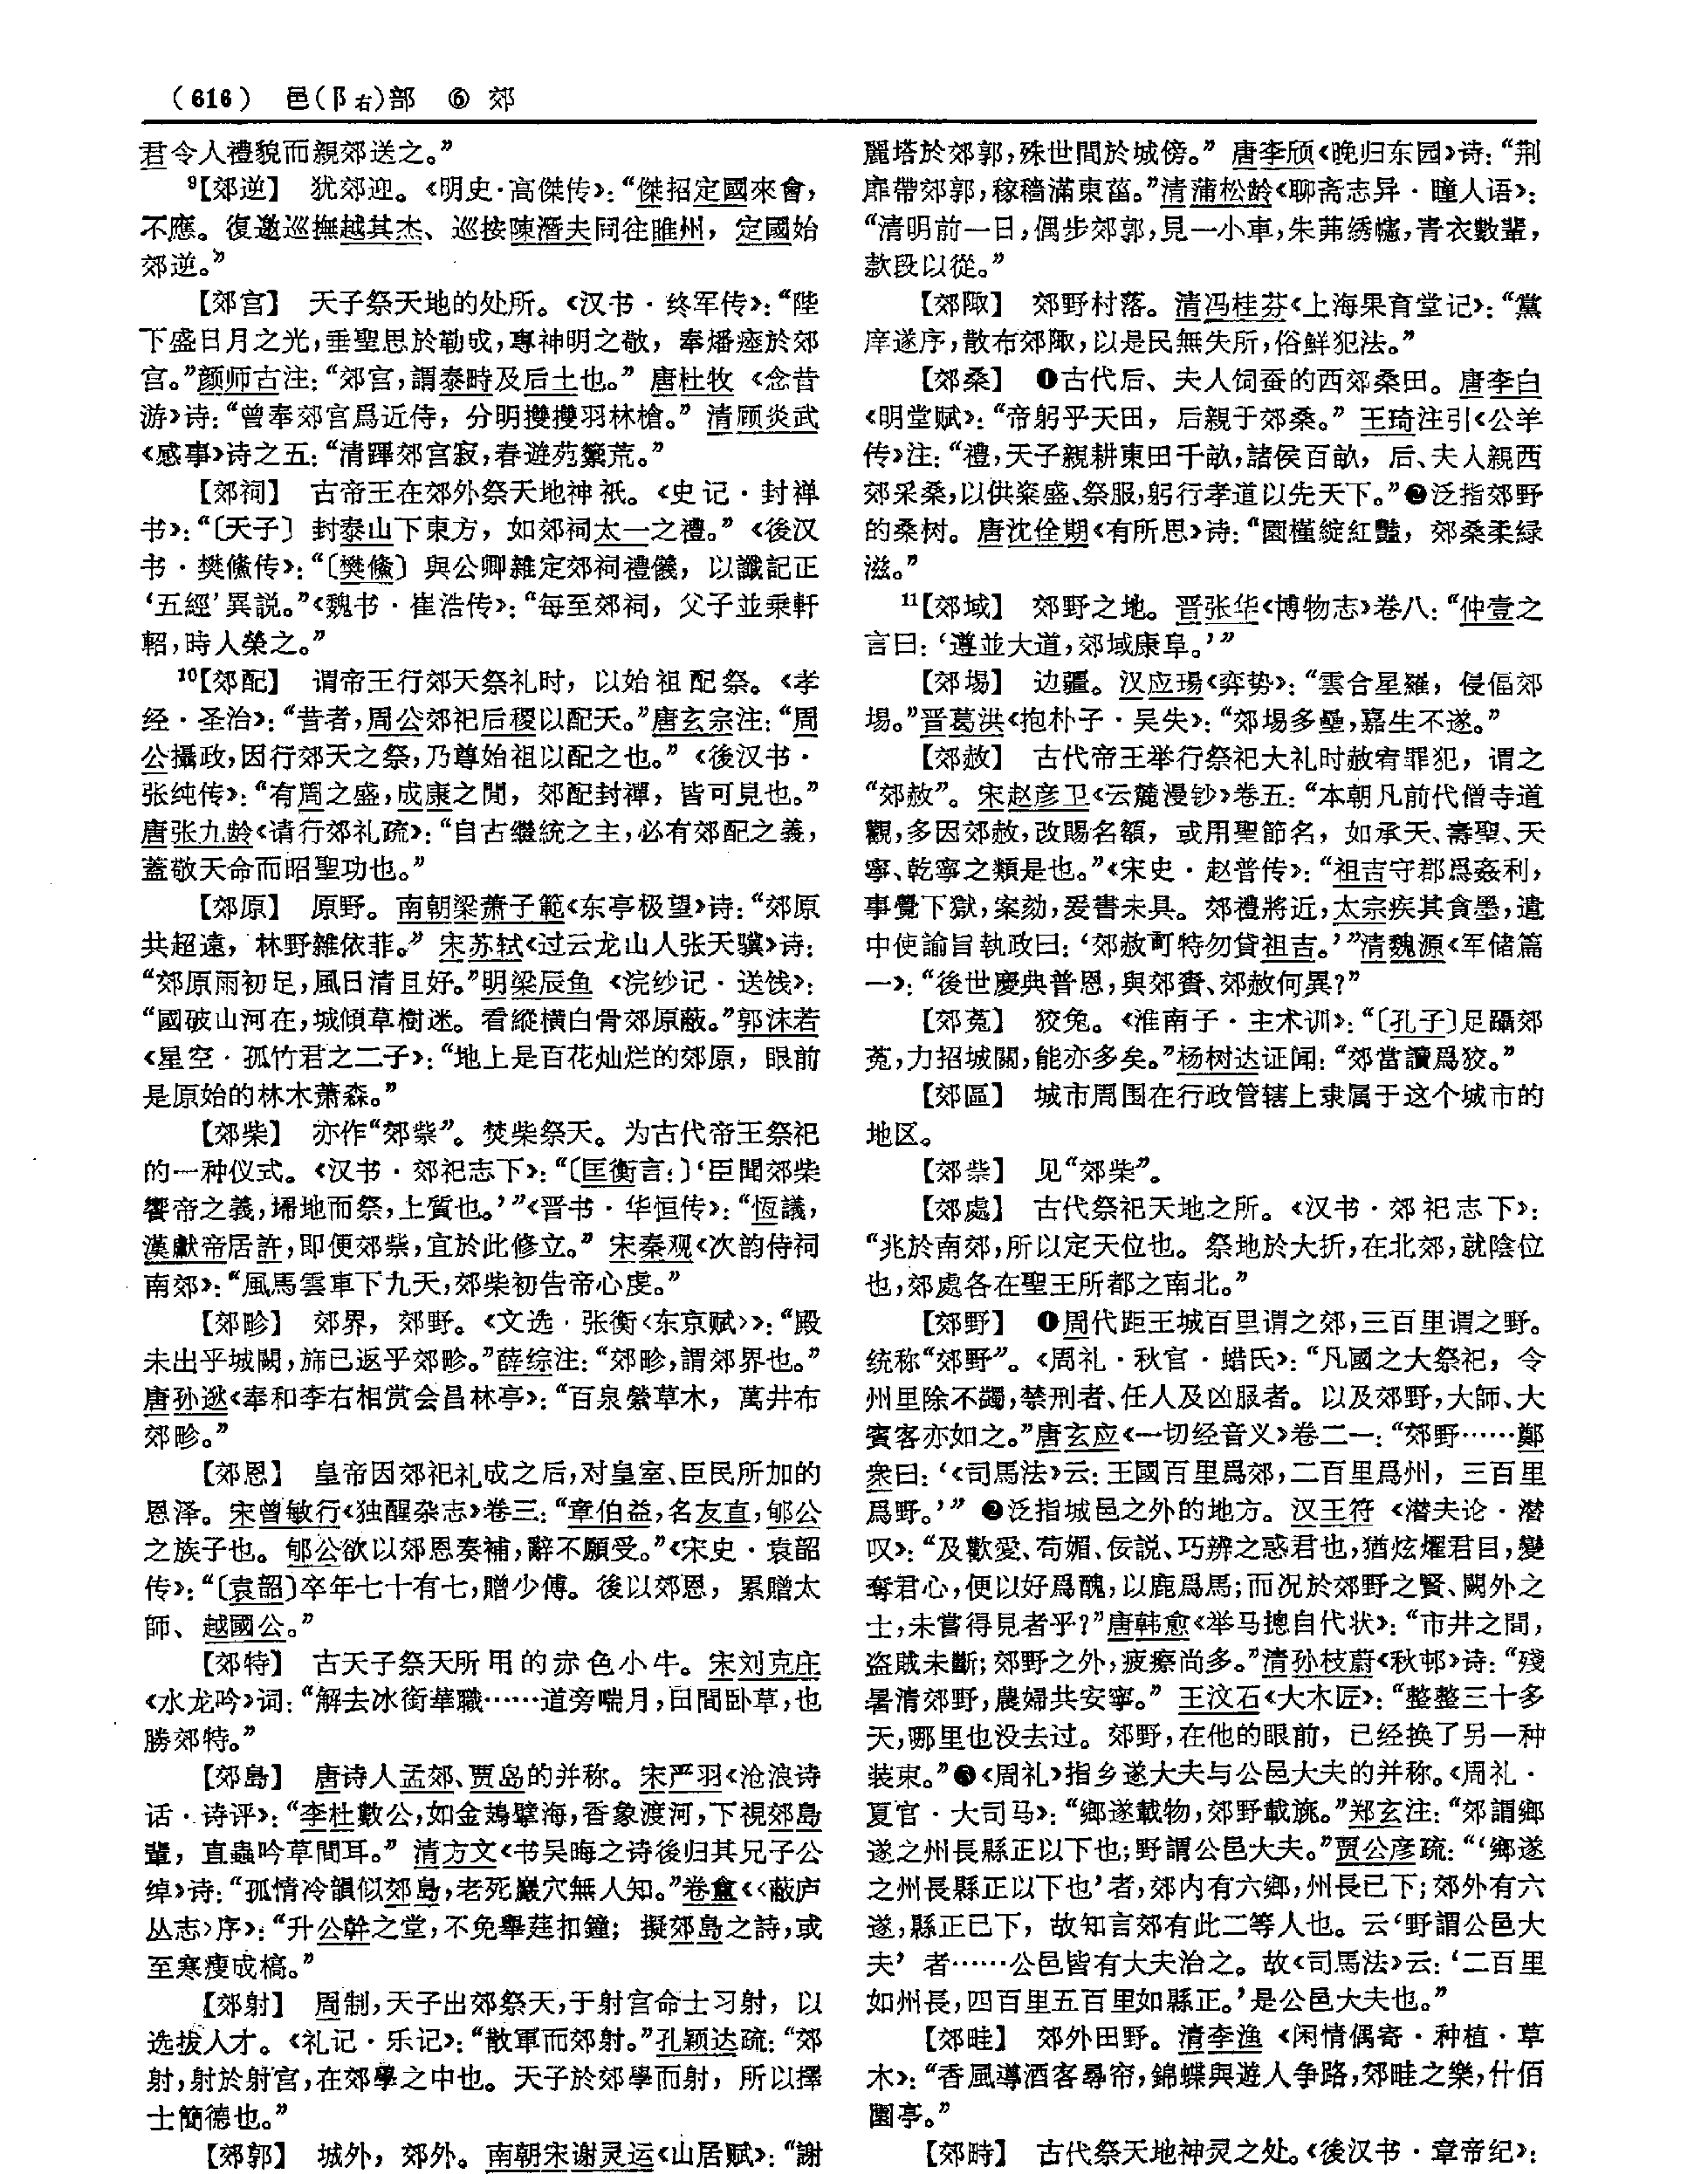 （616） 邑(阝右)部 ⑥ 郊
君令人禮貌而親郊送之。”
9【郊逆】 犹郊迎。《明史·高傑传》：“傑招定國來會，
不應。復邀巡撫越其杰、巡按陳潛夫同往睢州，定國始
郊逆。”
【郊宫】 天子祭天地的处所。《汉书·终军传》：“陛
下盛日月之光，垂聖思於勒成，專神明之敬，奉燔瘞於郊
宫。”颜师古注：“郊宫，謂泰畤及后土也。” 唐杜牧《念昔
游》诗：“曾奉郊宫爲近侍，分明㩳㩳羽林槍。” 清顾炎武
《感事》诗之五：“清蹕郊宫寂，春遊苑籞荒。”
【郊祠】 古帝王在郊外祭天地神祇。《史记·封禅
书》：“〔天子〕封泰山下東方，如郊祠太一之禮。”《後汉
书·樊鯈传》：“〔樊鯈〕與公卿雜定郊祠禮儀，以讖記正
‘五經’異説。”《魏书·崔浩传》：“每至郊祠，父子並乘軒
軺，時人榮之。”
10【郊配】 谓帝王行郊天祭礼时，以始祖配祭。《孝
经·圣治》：“昔者，周公郊祀后稷以配天。”唐玄宗注：“周
公攝政，因行郊天之祭，乃尊始祖以配之也。”《後汉书·
张纯传》：“有周之盛，成康之間，郊配封禪，皆可見也。”
唐张九龄《请行郊礼疏》：“自古繼統之主，必有郊配之義，
蓋敬天命而昭聖功也。”
【郊原】 原野。南朝梁萧子範《东亭极望》诗：“郊原
共超遠，林野雜依菲。” 宋苏轼《过云龙山人张天骥》诗：
“郊原雨初足，風日清且好。”明梁辰鱼《浣纱记·送饯》：
“國破山河在，城傾草樹迷。看縱横白骨郊原蔽。”郭沫若
《星空·孤竹君之二子》：“地上是百花灿烂的郊原，眼前
是原始的林木萧森。”
【郊柴】 亦作“郊祡”。焚柴祭天。为古代帝王祭祀
的一种仪式。《汉书·郊祀志下》：“〔匡衡言：〕‘臣聞郊柴
饗帝之義，埽地而祭，上質也。’”《晋书·华恒传》：“恆議，
漢獻帝居許，即便郊祡，宜於此修立。” 宋秦观《次韵侍祠
南郊》：“風馬雲車下九天，郊柴初告帝心虔。”
【郊畛】 郊界，郊野。《文选·张衡〈东京赋〉》：“殿
未出乎城闕，旆已返乎郊畛。”薛综注：“郊畛，謂郊界也。”
唐孙逖《奉和李右相赏会昌林亭》：“百泉縈草木，萬井布
郊畛。”
【郊恩】 皇帝因郊祀礼成之后，对皇室、臣民所加的
恩泽。宋曾敏行《独醒杂志》卷三：“章伯益，名友直，郇公
之族子也。郇公欲以郊恩奏補，辭不願受。”《宋史·袁韶
传》：“〔袁韶〕卒年七十有七，贈少傅。後以郊恩，累贈太
師、越國公。”
【郊特】 古天子祭天所用的赤色小牛。宋刘克庄
《水龙吟》词：“解去冰銜華職……道旁喘月，田間卧草，也
勝郊特。”
【郊島】 唐诗人孟郊、贾岛的并称。宋严羽《沧浪诗
话·诗评》：“李杜數公，如金鳷擘海，香象渡河，下視郊島
輩，直蟲吟草間耳。” 清方文《书吴晦之诗後归其兄子公
绰》诗：“孤情冷韻似郊島，老死巖穴無人知。”卷盦《〈蔽庐
丛志〉序》：“升公幹之堂，不免舉莛扣鐘；擬郊島之詩，或
至寒瘦成槁。”
【郊射】 周制，天子出郊祭天，于射宫命士习射，以
选拔人才。《礼记·乐记》：“散軍而郊射。”孔颖达疏：“郊
射，射於射宫，在郊學之中也。天子於郊學而射，所以擇
士簡德也。”
【郊郭】 城外，郊外。南朝宋谢灵运《山居赋》：“謝
麗塔於郊郭，殊世間於城傍。” 唐李颀《晚归东园》诗：“荆
扉帶郊郭，稼穡滿東菑。”清蒲松龄《聊斋志异·瞳人语》：
“清明前一日，偶步郊郭，見一小車，朱茀绣幰，青衣數輩，
款段以從。”
【郊陬】 郊野村落。清冯桂芬《上海果育堂记》：“黨
庠遂序，散布郊陬，以是民無失所，俗鮮犯法。”
【郊桑】 ❶古代后、夫人饲蚕的西郊桑田。唐李白
《明堂赋》：“帝躬乎天田，后親于郊桑。” 王琦注引《公羊
传》注：“禮，天子親耕東田千畝，諸侯百畝，后、夫人親西
郊采桑，以供粢盛、祭服，躬行孝道以先天下。”❷泛指郊野
的桑树。唐沈佺期《有所思》诗：“園槿綻紅豔，郊桑柔緑
滋。”
11【郊域】 郊野之地。晋张华《博物志》卷八：“仲壹之
言曰：‘遵並大道，郊域康阜。’”
【郊場】 边疆。汉应瑒《弈势》：“雲合星羅，侵偪郊
場。”晋葛洪《抱朴子·吴失》：“郊場多壘，嘉生不遂。”
【郊赦】 古代帝王举行祭祀大礼时赦宥罪犯，谓之
“郊赦”。宋赵彦卫《云麓漫钞》卷五：“本朝凡前代僧寺道
觀，多因郊赦，改賜名額，或用聖節名，如承天、壽聖、天
寧、乾寧之類是也。”《宋史·赵普传》：“祖吉守郡爲姦利，
事覺下獄，案劾，爰書未具。郊禮將近，太宗疾其貪墨，遣
中使諭旨執政曰：‘郊赦可特勿貸祖吉。’”清魏源《军储篇
一》：“後世慶典普恩，與郊賚、郊赦何異？”
【郊菟】 狡兔。《淮南子·主术训》：“〔孔子〕足躡郊
菟，力招城關，能亦多矣。”杨树达证闻：“郊當讀爲狡。”
【郊區】 城市周围在行政管辖上隶属于这个城市的
地区。
【郊祡】 见“郊柴”。
【郊處】 古代祭祀天地之所。《汉书·郊祀志下》：
“兆於南郊，所以定天位也。祭地於大折，在北郊，就陰位
也，郊處各在聖王所都之南北。”
【郊野】 ❶周代距王城百里谓之郊，三百里谓之野。
统称“郊野”。《周礼·秋官·蜡氏》：“凡國之大祭祀，令
州里除不蠲，禁刑者、任人及凶服者。以及郊野，大師、大
賓客亦如之。”唐玄应《一切经音义》卷二一：“郊野……鄭
衆曰：‘《司馬法》云：王國百里爲郊，二百里爲州，三百里
爲野。’” ❷泛指城邑之外的地方。汉王符《潜夫论·潜
叹》：“及歡愛、苟媚、佞説、巧辨之惑君也，猶炫燿君目，變
奪君心，便以好爲醜，以鹿爲馬；而况於郊野之賢、闕外之
士，未嘗得見者乎？”唐韩愈《举马摠自代状》：“市井之間，
盗賊未斷；郊野之外，疲瘵尚多。”清孙枝蔚《秋邨》诗：“殘
暑清郊野，農婦共安寧。” 王汶石《大木匠》：“整整三十多
天，哪里也没去过。郊野，在他的眼前，已经换了另一种
装束。”❸《周礼》指乡遂大夫与公邑大夫的并称。《周礼·
夏官·大司马》：“鄉遂載物，郊野載旐。”郑玄注：“郊謂鄉
遂之州長縣正以下也；野謂公邑大夫。”贾公彦疏：“‘鄉遂
之州長縣正以下也’者，郊内有六鄉，州長已下；郊外有六
遂，縣正已下，故知言郊有此二等人也。云‘野謂公邑大
夫’者……公邑皆有大夫治之。故《司馬法》云：‘二百里
如州長，四百里五百里如縣正。’是公邑大夫也。”
【郊畦】 郊外田野。清李渔《闲情偶寄·种植·草
木》：“香風導酒客尋帘，錦蝶與遊人争路，郊畦之樂，什佰
園亭。”
【郊畤】 古代祭天地神灵之处。《後汉书·章帝纪》：